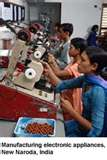 Manufacturing electronic appliances,
New Naroda, India